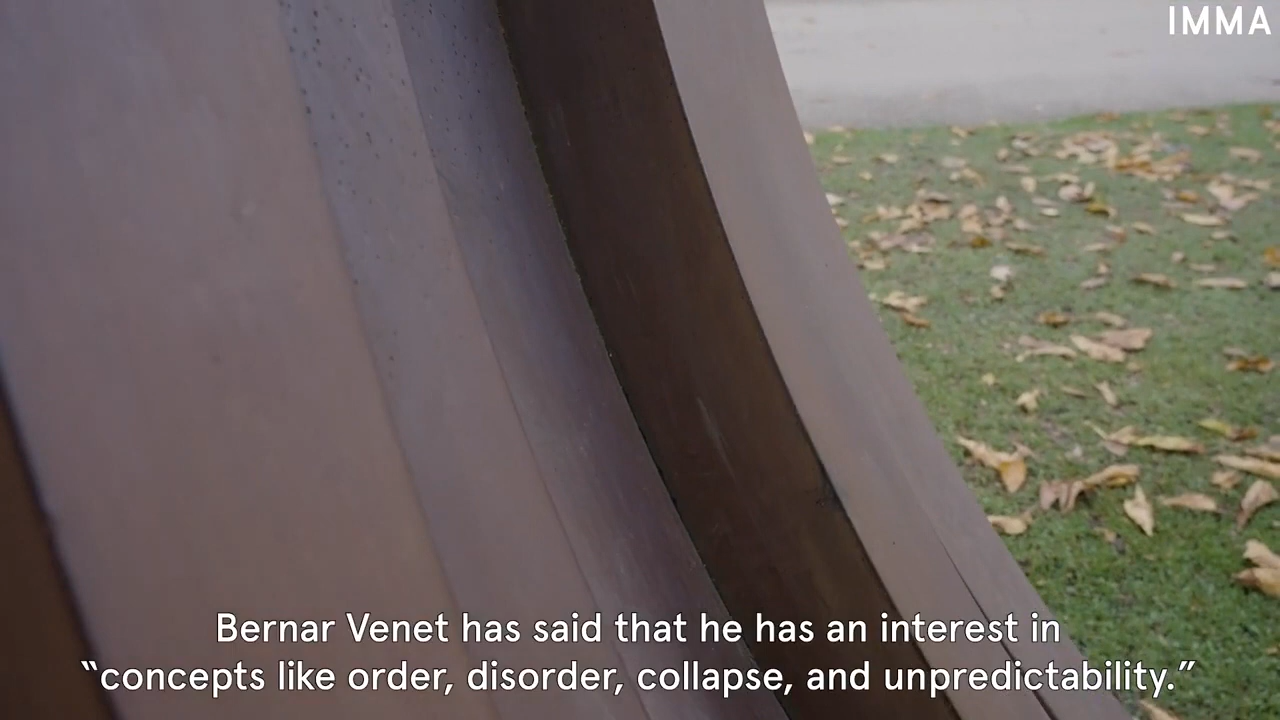 IMMA
Bernar Venet has said that he has an interest in
“concepts like order, disorder, collapse, and unpredictability.”